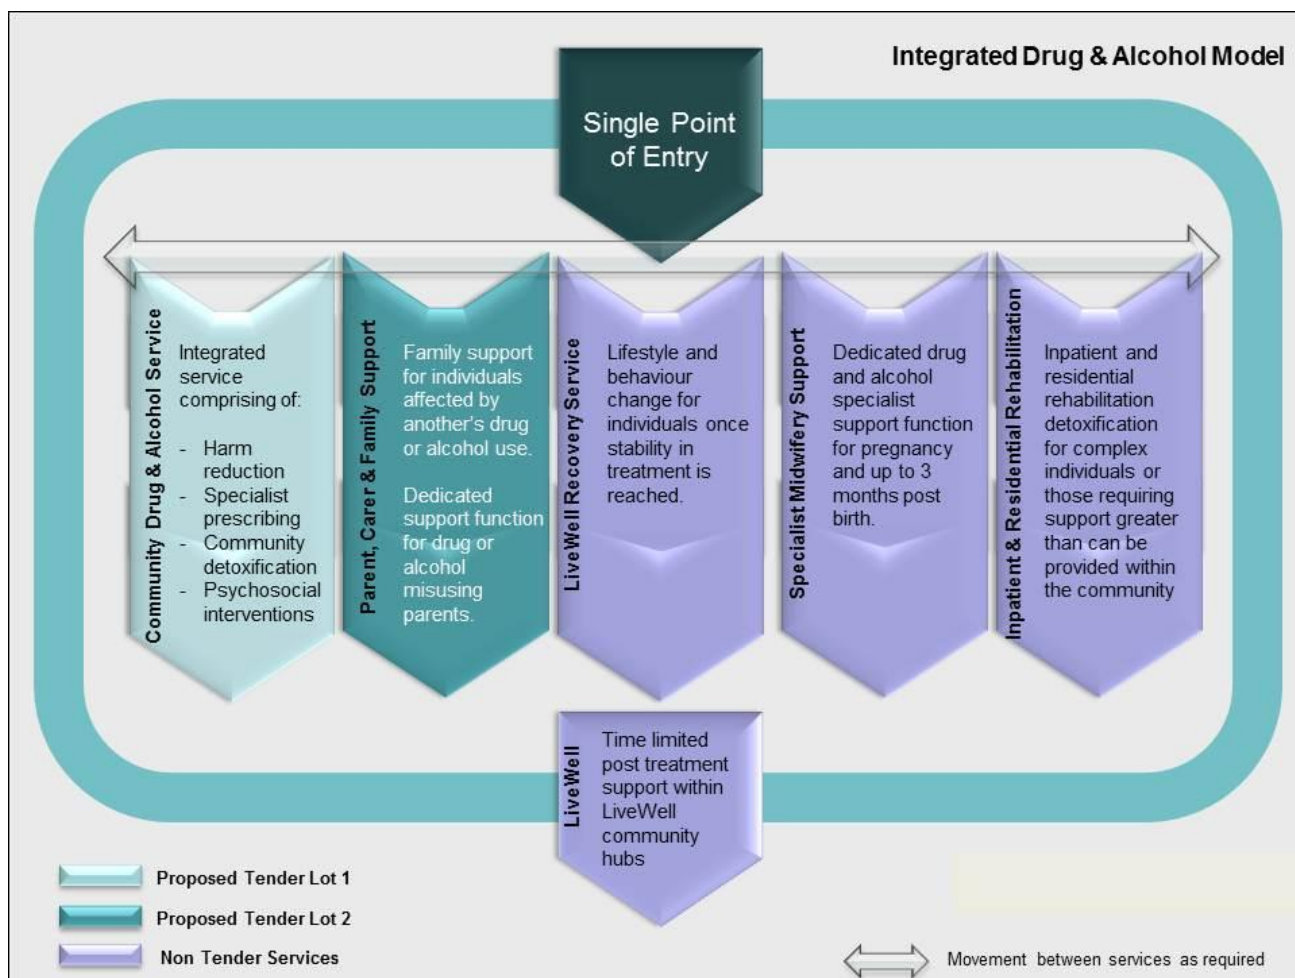 Integrated Drug & Alcohol Model
Single Point
of Entry
Community Drug & Alcohol Service
Integrated
service
comprising of:
- Harm
reduction
- Specialist
prescribing
- Community
detoxification
- Psychosocial
interventions
Parent, Carer & Family Support
Family support
for individuals
affected by
another's drug
or alcohol use.
Dedicated
support function
for drug or
alcohol
misusing
parents.
LiveWell Recovery Service
Lifestyle and
behaviour
change for
individuals once
stability in
treatment is
reached.
Specialist Midwifery Support
Dedicated drug
and alcohol
specialist
support function
for pregnancy
and up to 3
months post
birth.
Inpatient & Residential Rehabilitation
Inpatient and
residential
rehabilitation
detoxification
for complex
individuals or
those requiring
support greater
than can be
provided within
the community
LiveWell
Time limited
post treatment
support within
LiveWell
community
hubs
Proposed Tender Lot 1
Proposed Tender Lot 2
Non Tender Services
Movement between services as required